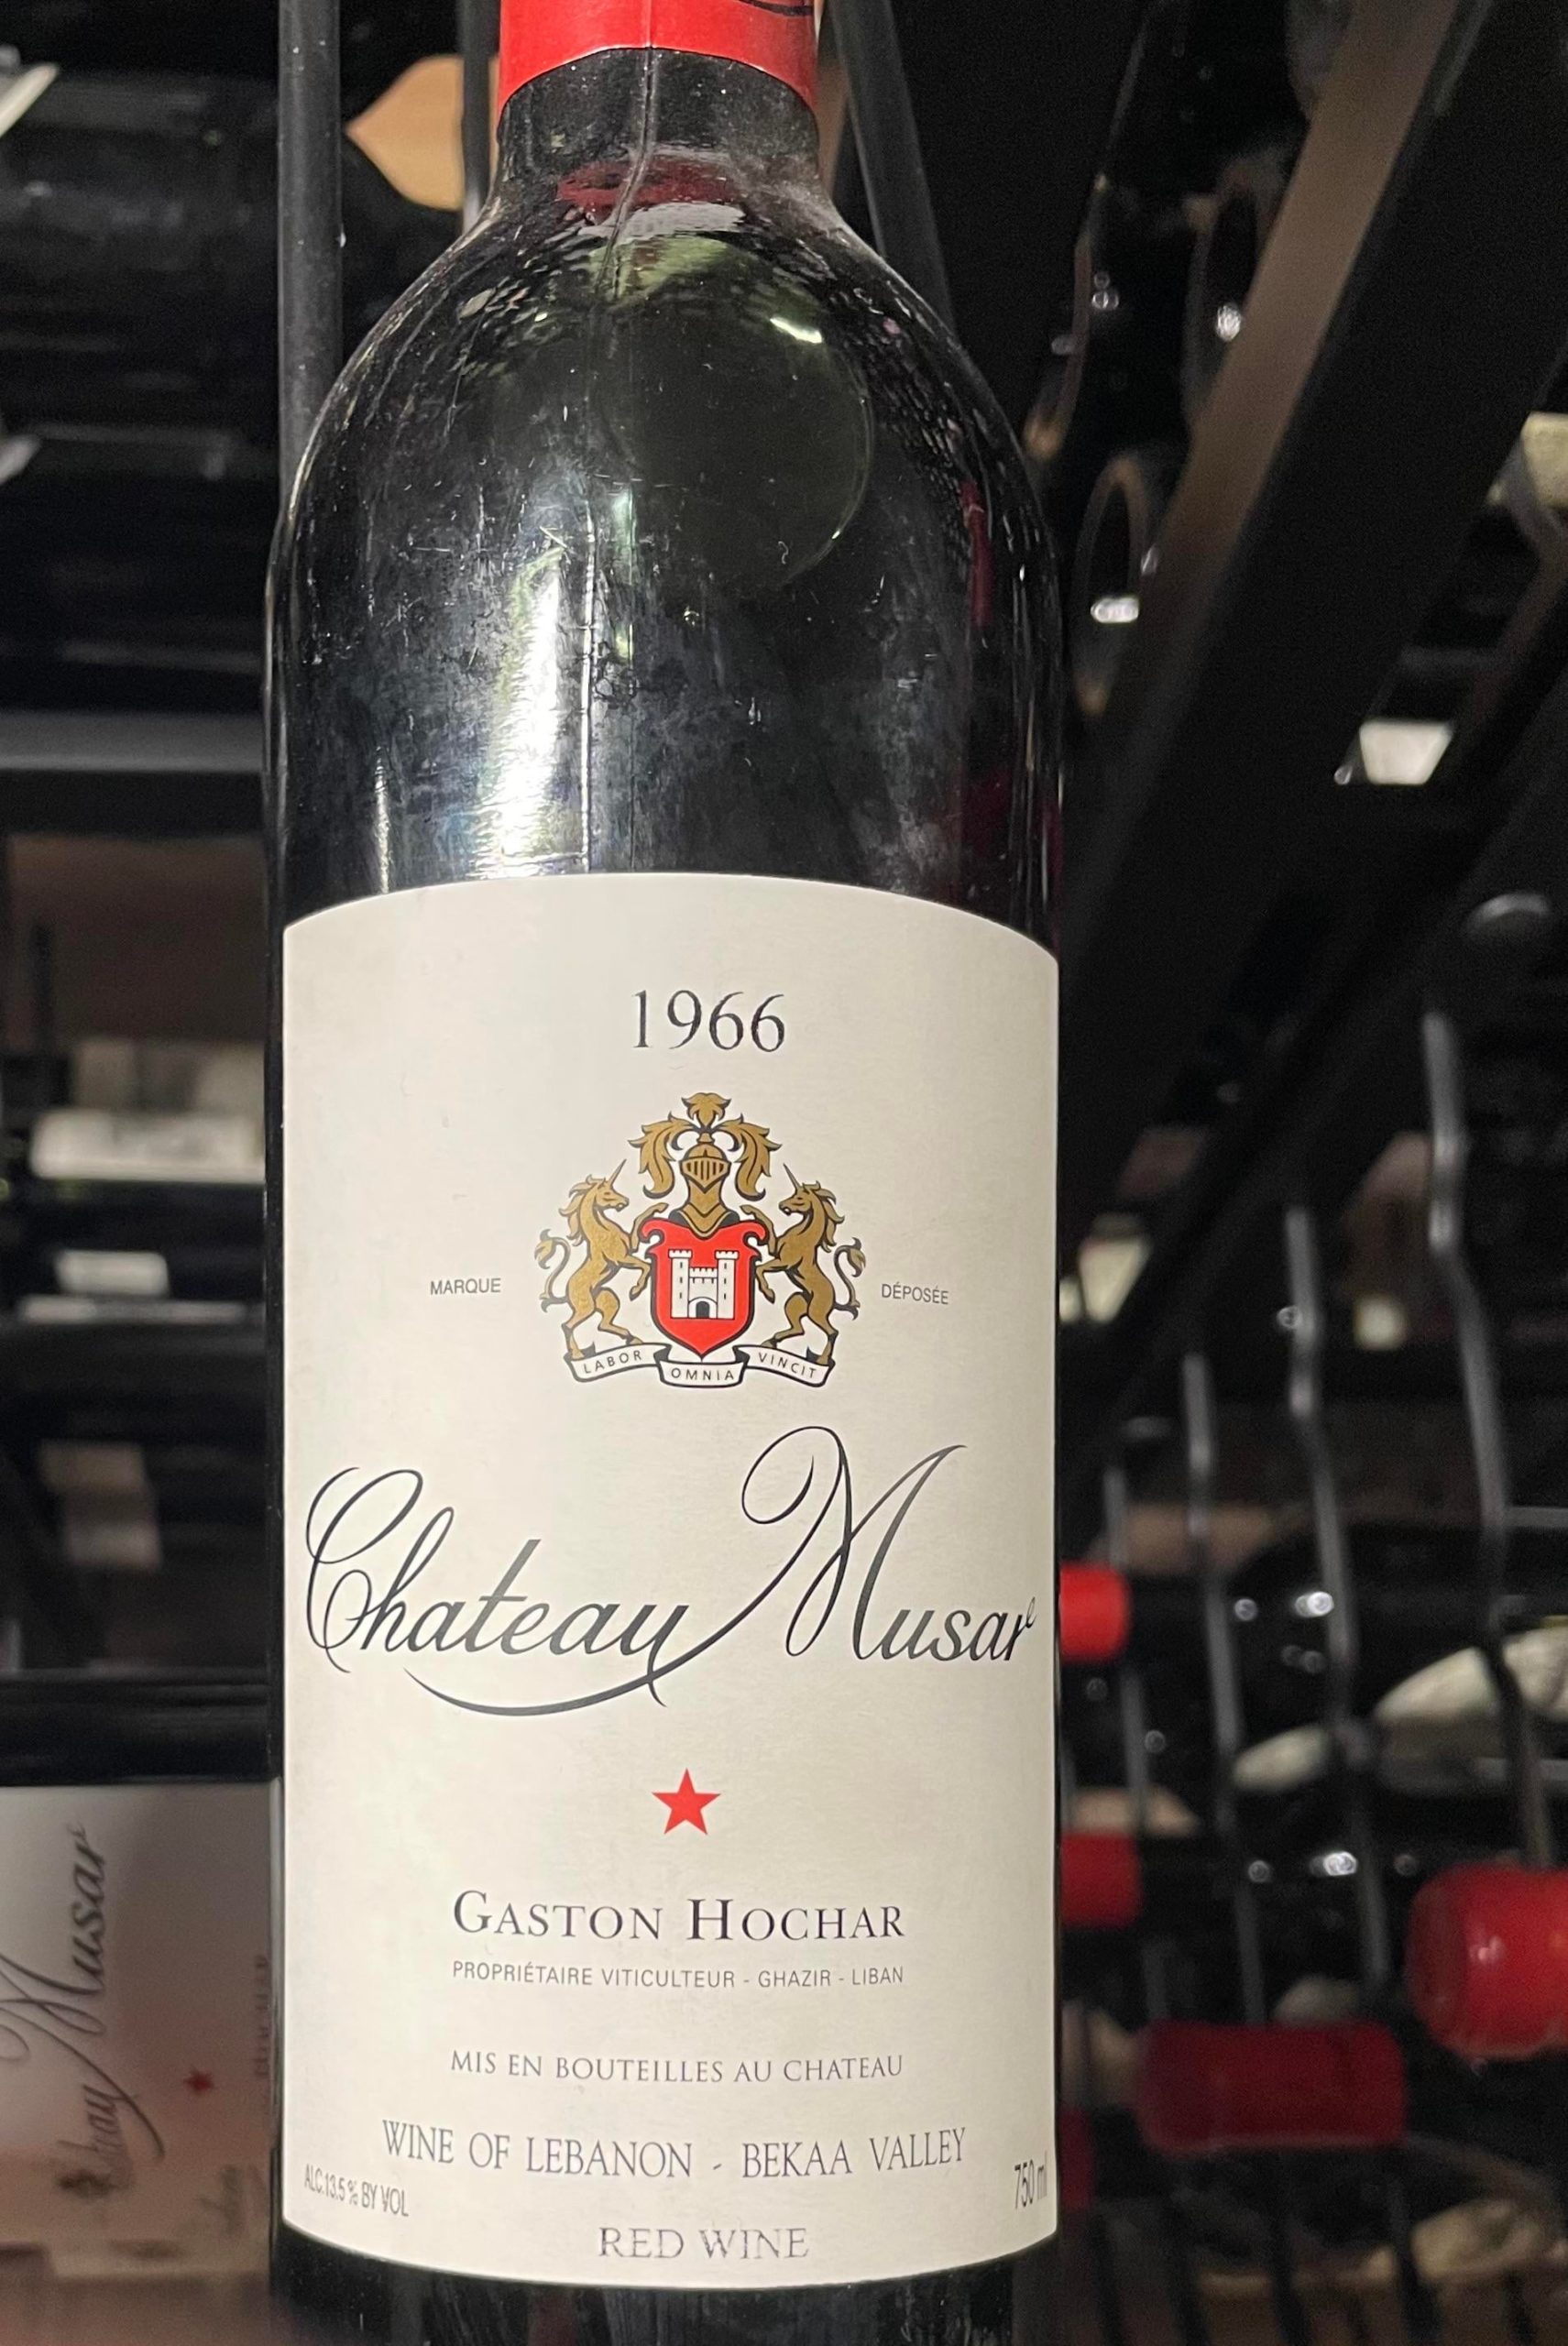 1966
MARQUE DÉPOSÉE
LABOR OMNIA VINCIT
Chateau Musar
GASTON HOCHAR
PROPRIÉTAIRE VITICULTEUR - GHAZIR - LIBAN
MIS EN BOUTEILLES AU CHATEAU
WINE OF LEBANON - BEKAA VALLEY
ALC.13.5% BY VOL
750 ml
RED WINE
Musar